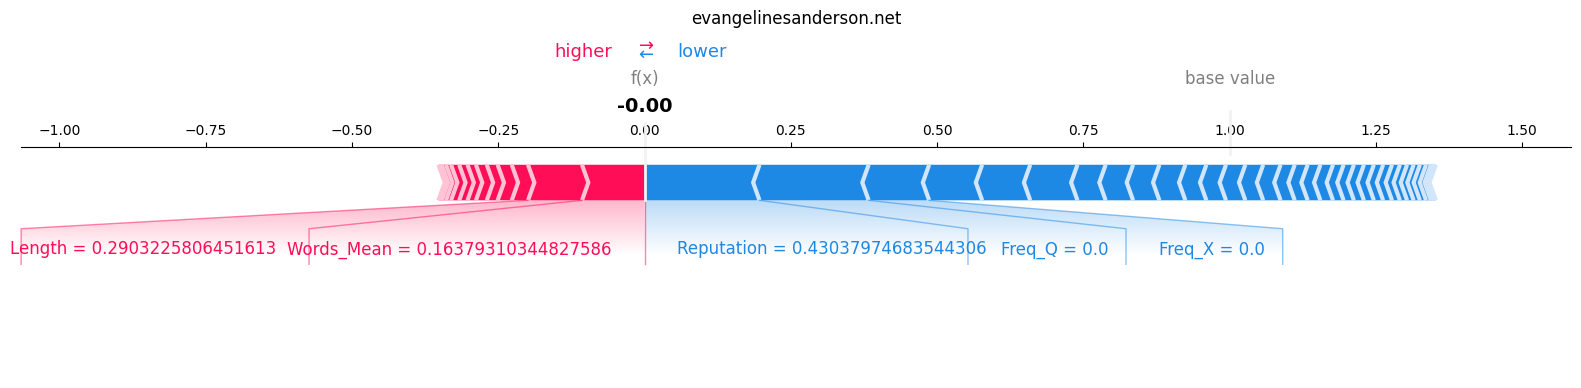 evangelinesanderson.net
higher ⇄ lower
f(x) base value
-0.00
−1.00 −0.75 −0.50 −0.25 0.00 0.25 0.50 0.75 1.00 1.25 1.50
Length = 0.2903225806451613 Words_Mean = 0.16379310344827586 Reputation = 0.43037974683544306 Freq_Q = 0.0 Freq_X = 0.0